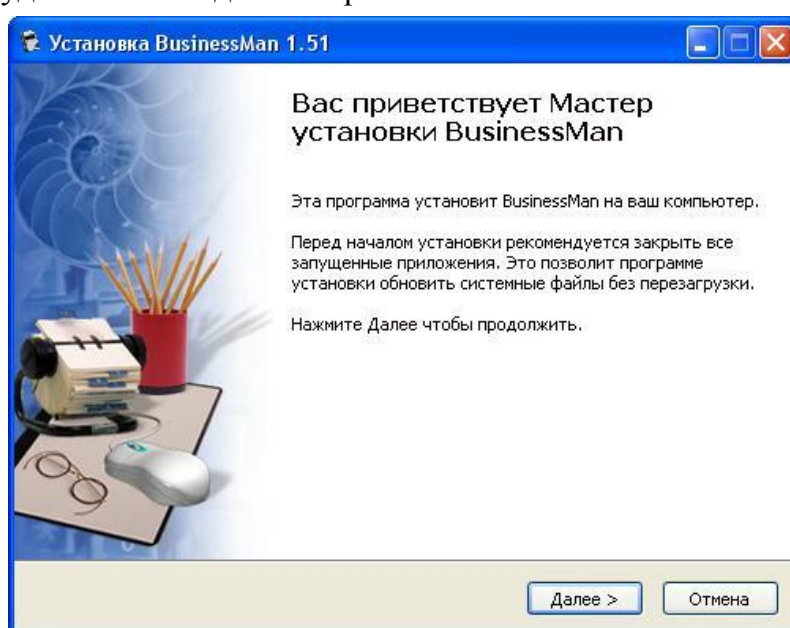 Установка BusinessMan 1.51
Вас приветствует Мастер
установки BusinessMan
Эта программа установит BusinessMan на ваш компьютер.
Перед началом установки рекомендуется закрыть все
запущенные приложения. Это позволит программе
установки обновить системные файлы без перезагрузки.
Нажмите Далее чтобы продолжить.
Далее >
Отмена